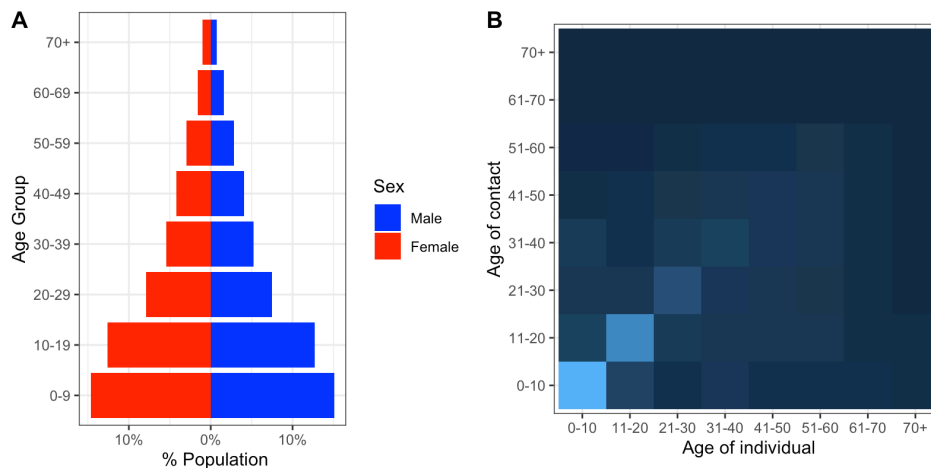 A
Age Group
70+
60-69
50-59
40-49
30-39
20-29
10-19
0-9
10% 0% 10%
% Population
Sex
Male
Female
B
Age of contact
70+
61-70
51-60
41-50
31-40
21-30
11-20
0-10
0-10 11-20 21-30 31-40 41-50 51-60 61-70 70+
Age of individual